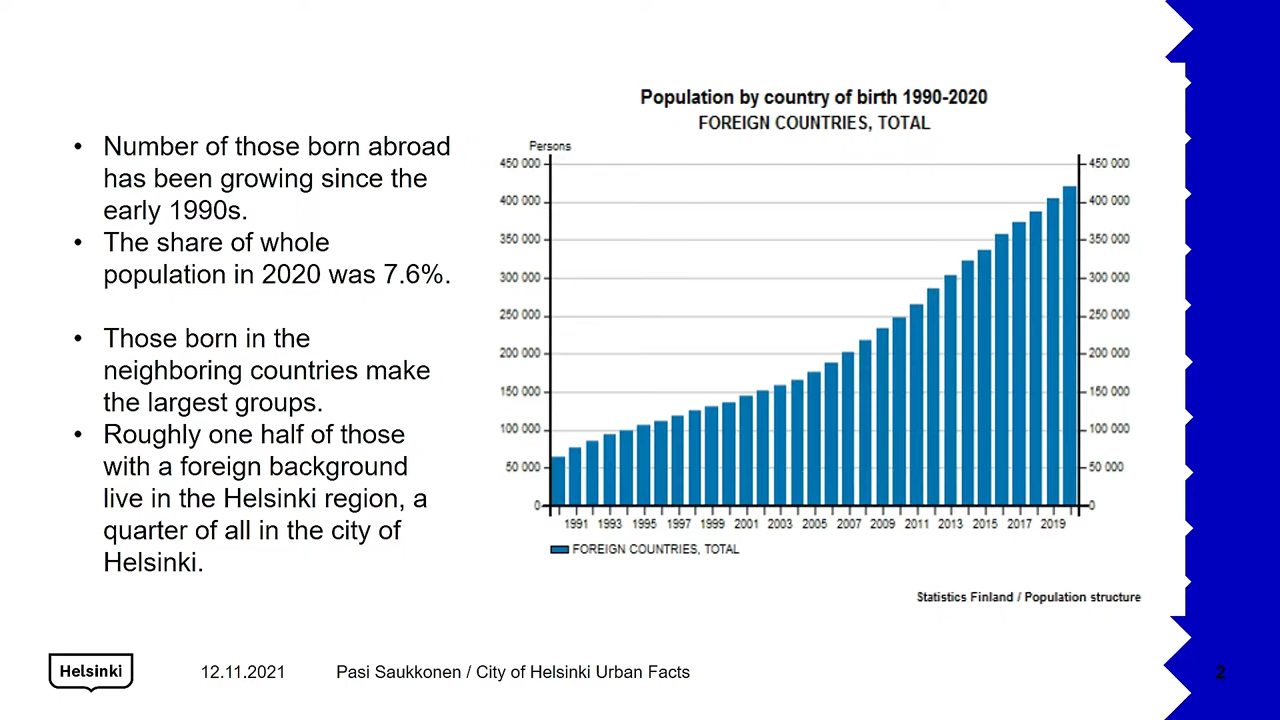 • Number of those born abroad
has been growing since the
early 1990s.
• The share of whole
population in 2020 was 7.6%.
• Those born in the
neighboring countries make
the largest groups.
• Roughly one half of those
with a foreign background
live in the Helsinki region, a
quarter of all in the city of
Helsinki.
Population by country of birth 1990-2020
FOREIGN COUNTRIES, TOTAL
Persons
450 000 450 000
400 000 400 000
350 000 350 000
300 000 300 000
250 000 250 000
200 000 200 000
150 000 150 000
100 000 100 000
50 000 50 000
0 0
1991 1993 1995 1997 1999 2001 2003 2005 2007 2009 2011 2013 2015 2017 2019
FOREIGN COUNTRIES, TOTAL
Statistics Finland / Population structure
Helsinki 12.11.2021 Pasi Saukkonen / City of Helsinki Urban Facts 2